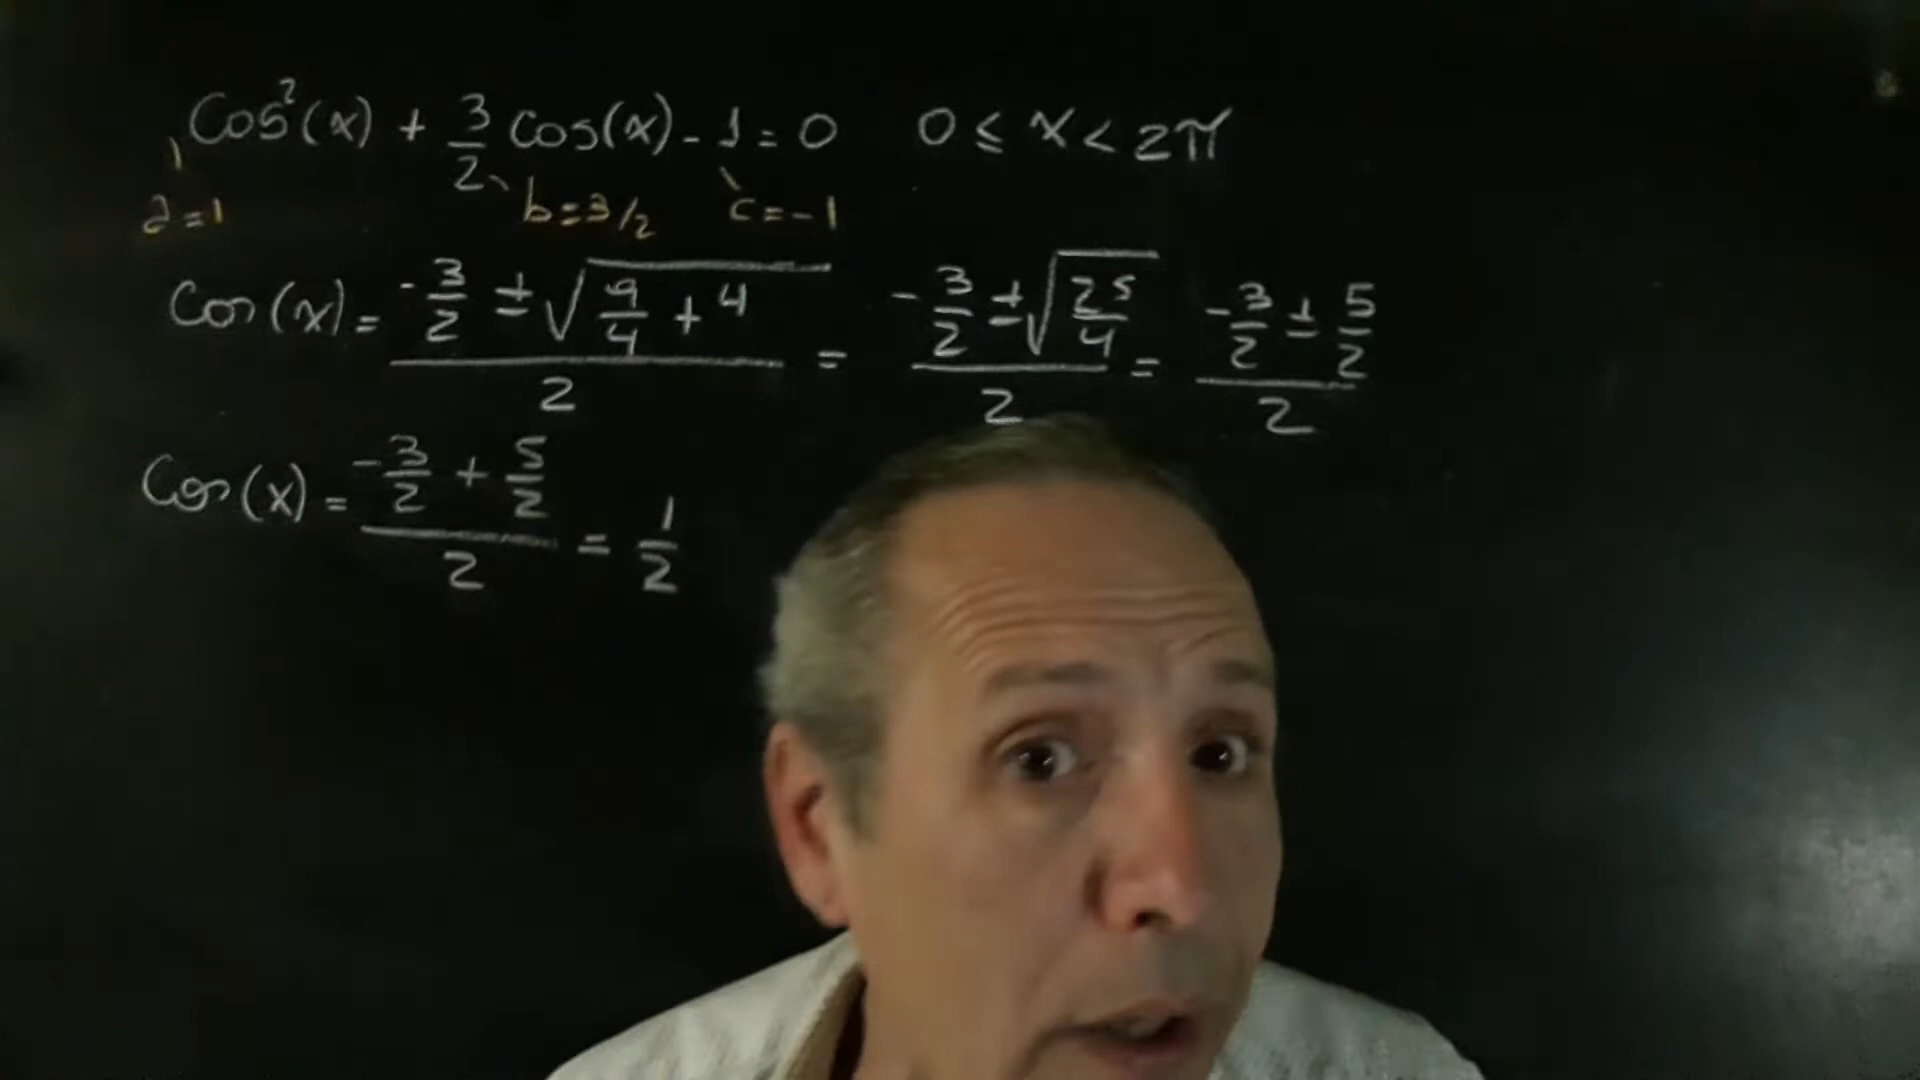 Cos²(x) + 3/2 cos(x) - 1 = 0   0 ≤ x < 2π
a=1   b=3/2   c=-1
Cos(x) = (-3/2 ± √(9/4 + 4))/2 = (-3/2 ± √(25/4))/2 = (-3/2 ± 5/2)/2
Cos(x) = (-3/2 + 5/2)/2 = 1/2